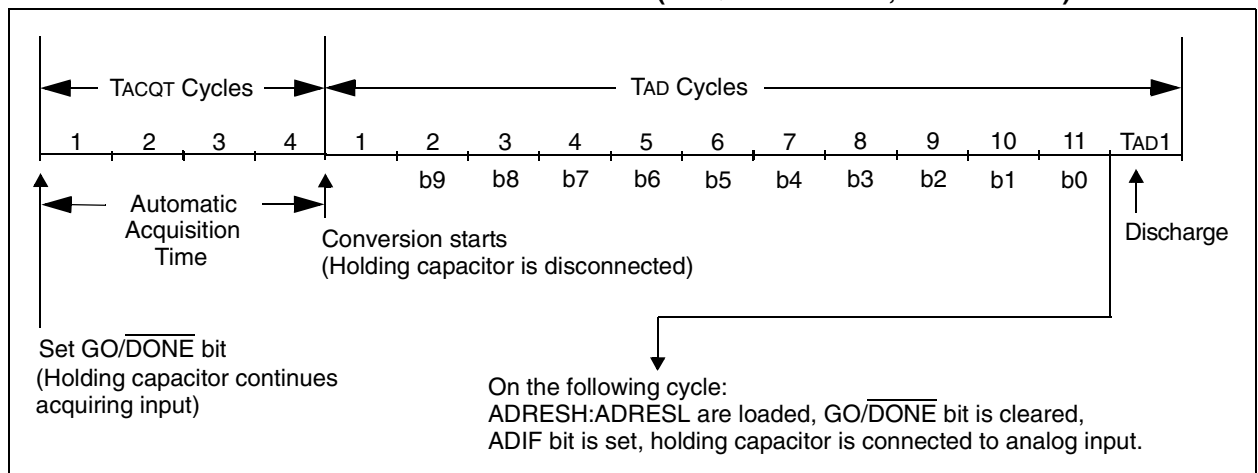 TACQT Cycles TAD Cycles
1 2 3 4 1 2 3 4 5 6 7 8 9 10 11 TAD1
b9 b8 b7 b6 b5 b4 b3 b2 b1 b0
Automatic
Acquisition
Time
Conversion starts
(Holding capacitor is disconnected)
Discharge
Set GO/DONE bit
(Holding capacitor continues
acquiring input)
On the following cycle:
ADRESH:ADRESL are loaded, GO/DONE bit is cleared,
ADIF bit is set, holding capacitor is connected to analog input.